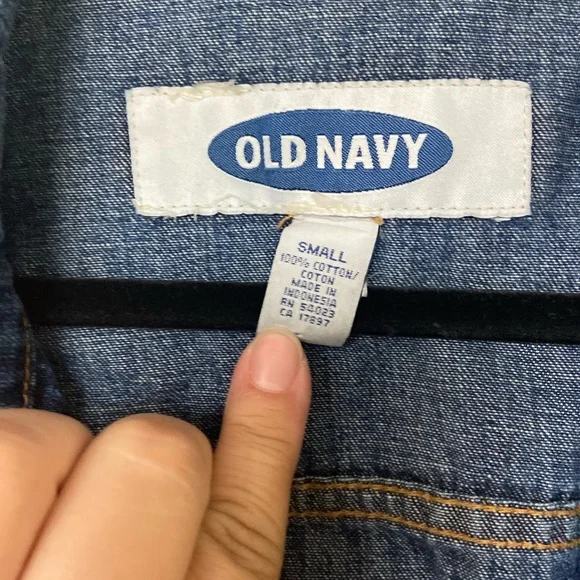 OLD NAVY
SMALL
100% COTTON/
COTON
MADE IN
INDONESIA
RN 54023
CA 17897